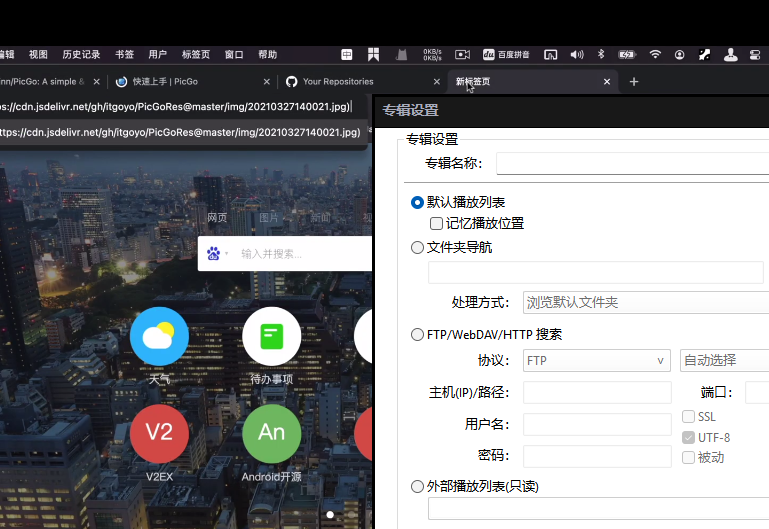 编辑 视图 历史记录 书签 用户 标签页 窗口 帮助 中 0KB/s 0KB/s du 百度拼音
inn/PicGo: A simple & 快速上手 | PicGo Your Repositories 新标签页
ps://cdn.jsdelivr.net/gh/itgoyo/PicGoRes@master/img/20210327140021.jpg)
ttps://cdn.jsdelivr.net/gh/itgoyo/PicGoRes@master/img/20210327140021.jpg)
网页 图片 新闻
du 输入并搜索...
天气 待办事项
V2 An
V2EX Android开源
专辑设置
专辑设置
专辑名称:
默认播放列表
记忆播放位置
文件夹导航
处理方式: 浏览默认文件夹
FTP/WebDAV/HTTP 搜索
协议: FTP 自动选择
主机(IP)/路径: 端口:
用户名: SSL
UTF-8
密码: 被动
外部播放列表(只读)